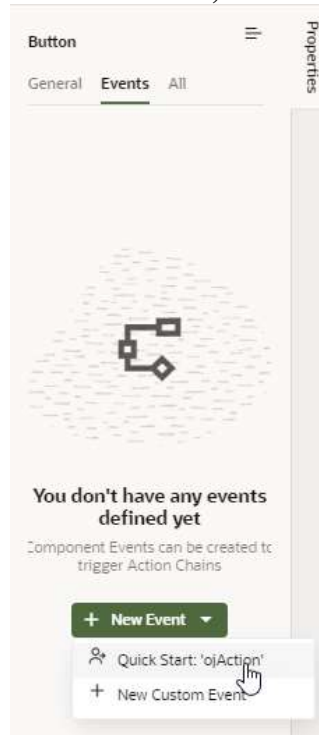 Button
Properties
General Events All
You don't have any events
defined yet
Component Events can be created to
trigger Action Chains
+ New Event
Quick Start: 'ojAction'
+ New Custom Event